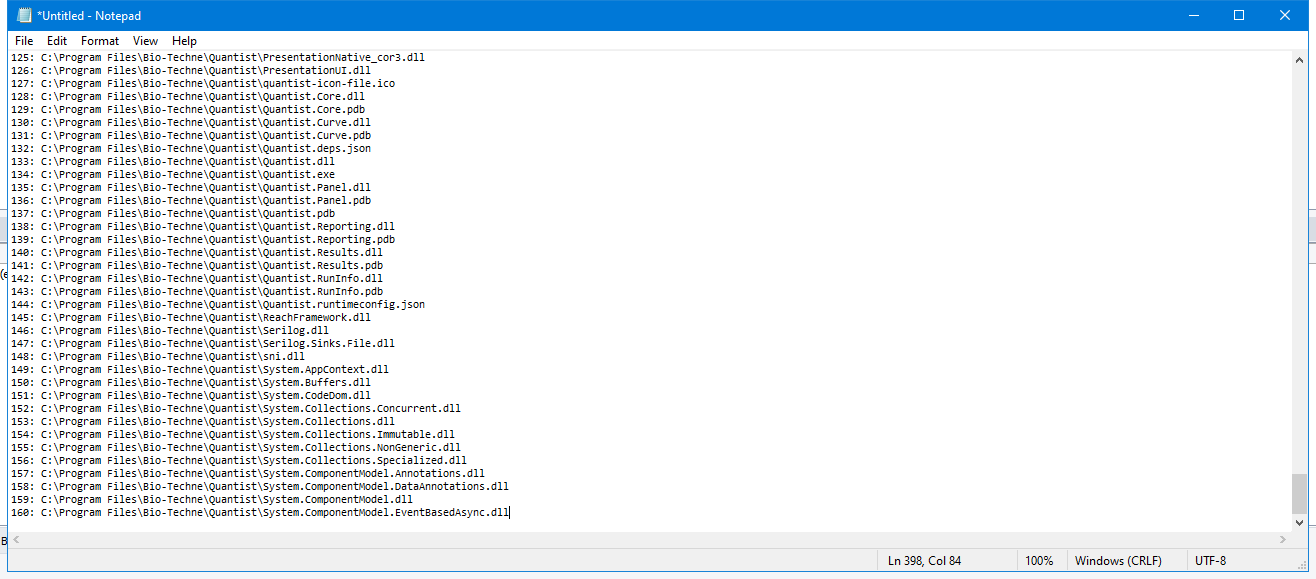 *Untitled - Notepad
File Edit Format View Help
125: C:\Program Files\Bio-Techne\Quantist\PresentationNative_cor3.dll
126: C:\Program Files\Bio-Techne\Quantist\PresentationUI.dll
127: C:\Program Files\Bio-Techne\Quantist\quantist-icon-file.ico
128: C:\Program Files\Bio-Techne\Quantist\Quantist.Core.dll
129: C:\Program Files\Bio-Techne\Quantist\Quantist.Core.pdb
130: C:\Program Files\Bio-Techne\Quantist\Quantist.Curve.dll
131: C:\Program Files\Bio-Techne\Quantist\Quantist.Curve.pdb
132: C:\Program Files\Bio-Techne\Quantist\Quantist.deps.json
133: C:\Program Files\Bio-Techne\Quantist\Quantist.dll
134: C:\Program Files\Bio-Techne\Quantist\Quantist.exe
135: C:\Program Files\Bio-Techne\Quantist\Quantist.Panel.dll
136: C:\Program Files\Bio-Techne\Quantist\Quantist.Panel.pdb
137: C:\Program Files\Bio-Techne\Quantist\Quantist.pdb
138: C:\Program Files\Bio-Techne\Quantist\Quantist.Reporting.dll
139: C:\Program Files\Bio-Techne\Quantist\Quantist.Reporting.pdb
140: C:\Program Files\Bio-Techne\Quantist\Quantist.Results.dll
141: C:\Program Files\Bio-Techne\Quantist\Quantist.Results.pdb
142: C:\Program Files\Bio-Techne\Quantist\Quantist.RunInfo.dll
143: C:\Program Files\Bio-Techne\Quantist\Quantist.RunInfo.pdb
144: C:\Program Files\Bio-Techne\Quantist\Quantist.runtimeconfig.json
145: C:\Program Files\Bio-Techne\Quantist\ReachFramework.dll
146: C:\Program Files\Bio-Techne\Quantist\Serilog.dll
147: C:\Program Files\Bio-Techne\Quantist\Serilog.Sinks.File.dll
148: C:\Program Files\Bio-Techne\Quantist\sni.dll
149: C:\Program Files\Bio-Techne\Quantist\System.AppContext.dll
150: C:\Program Files\Bio-Techne\Quantist\System.Buffers.dll
151: C:\Program Files\Bio-Techne\Quantist\System.CodeDom.dll
152: C:\Program Files\Bio-Techne\Quantist\System.Collections.Concurrent.dll
153: C:\Program Files\Bio-Techne\Quantist\System.Collections.dll
154: C:\Program Files\Bio-Techne\Quantist\System.Collections.Immutable.dll
155: C:\Program Files\Bio-Techne\Quantist\System.Collections.NonGeneric.dll
156: C:\Program Files\Bio-Techne\Quantist\System.Collections.Specialized.dll
157: C:\Program Files\Bio-Techne\Quantist\System.ComponentModel.Annotations.dll
158: C:\Program Files\Bio-Techne\Quantist\System.ComponentModel.DataAnnotations.dll
159: C:\Program Files\Bio-Techne\Quantist\System.ComponentModel.dll
160: C:\Program Files\Bio-Techne\Quantist\System.ComponentModel.EventBasedAsync.dll
Ln 398, Col 84 100% Windows (CRLF) UTF-8